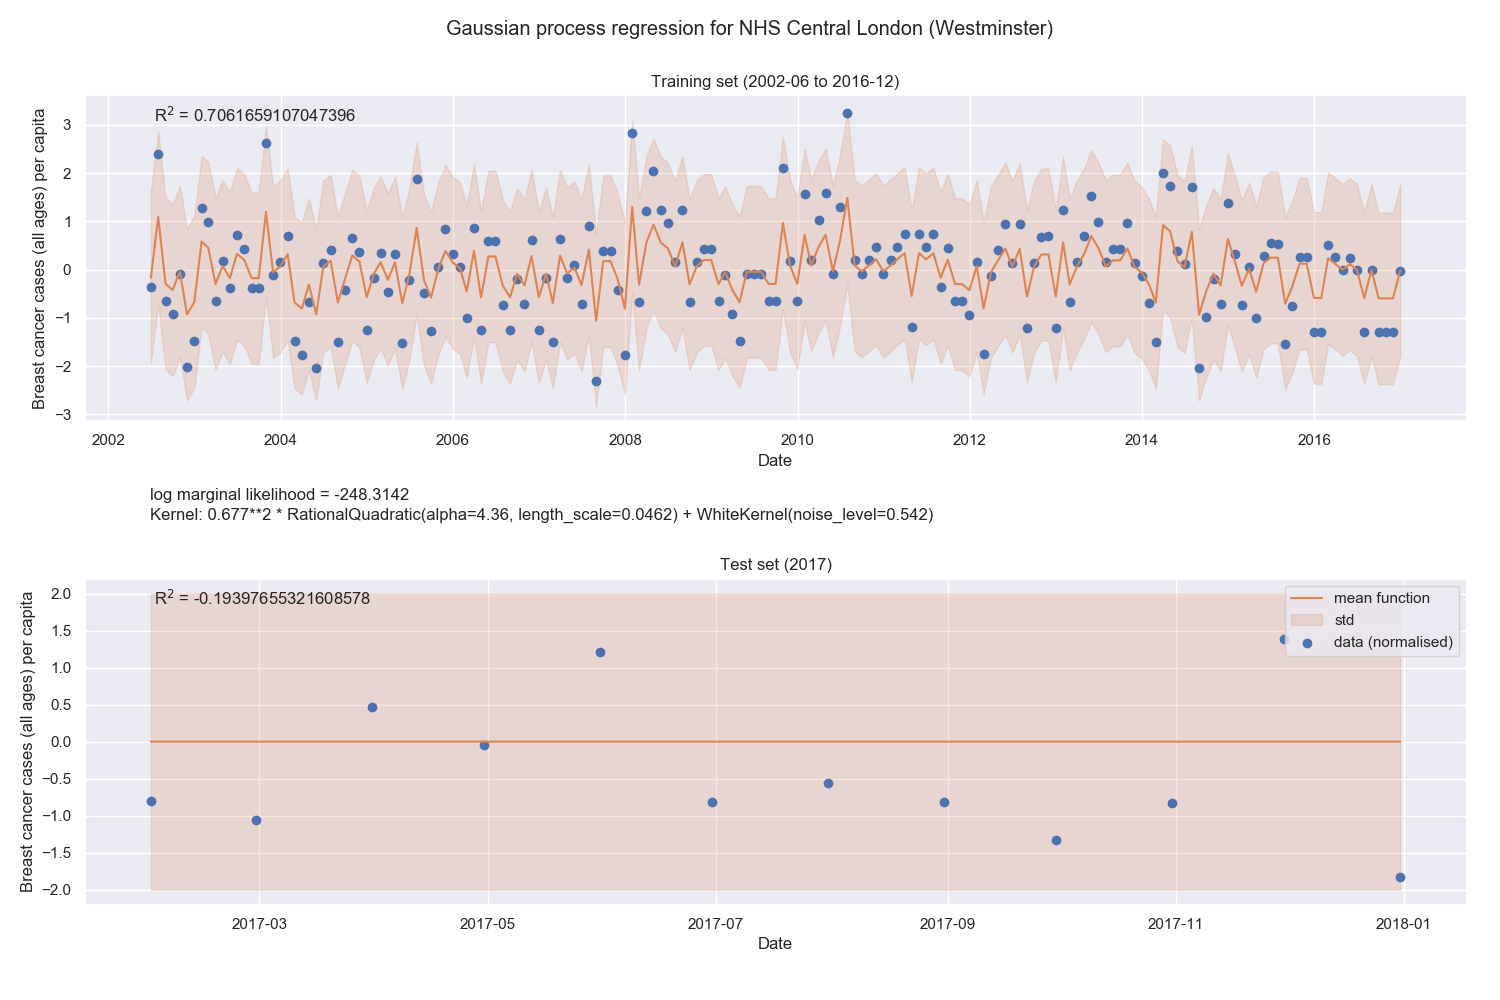 Gaussian process regression for NHS Central London (Westminster)
Training set (2002-06 to 2016-12)
R² = 0.7061659107047396
Breast cancer cases (all ages) per capita
3
2
1
0
−1
−2
−3
2002 2004 2006 2008 2010 2012 2014 2016
Date
log marginal likelihood = -248.3142
Kernel: 0.677**2 * RationalQuadratic(alpha=4.36, length_scale=0.0462) + WhiteKernel(noise_level=0.542)
Test set (2017)
R² = -0.19397655321608578
mean function
std
data (normalised)
Breast cancer cases (all ages) per capita
2.0
1.5
1.0
0.5
0.0
−0.5
−1.0
−1.5
−2.0
2017-03 2017-05 2017-07 2017-09 2017-11 2018-01
Date